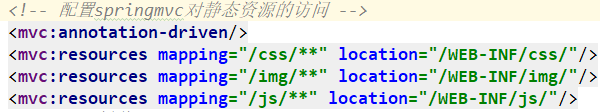 <!-- 配置springmvc对静态资源的访问 -->
<mvc:annotation-driven/>
<mvc:resources mapping="/css/**" location="/WEB-INF/css/"/>
<mvc:resources mapping="/img/**" location="/WEB-INF/img/"/>
<mvc:resources mapping="/js/**" location="/WEB-INF/js/"/>